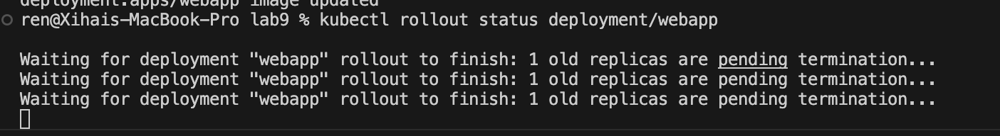 deployment.apps/webapp image updated
ren@Xihais-MacBook-Pro lab9 % kubectl rollout status deployment/webapp
Waiting for deployment "webapp" rollout to finish: 1 old replicas are pending termination...
Waiting for deployment "webapp" rollout to finish: 1 old replicas are pending termination...
Waiting for deployment "webapp" rollout to finish: 1 old replicas are pending termination...